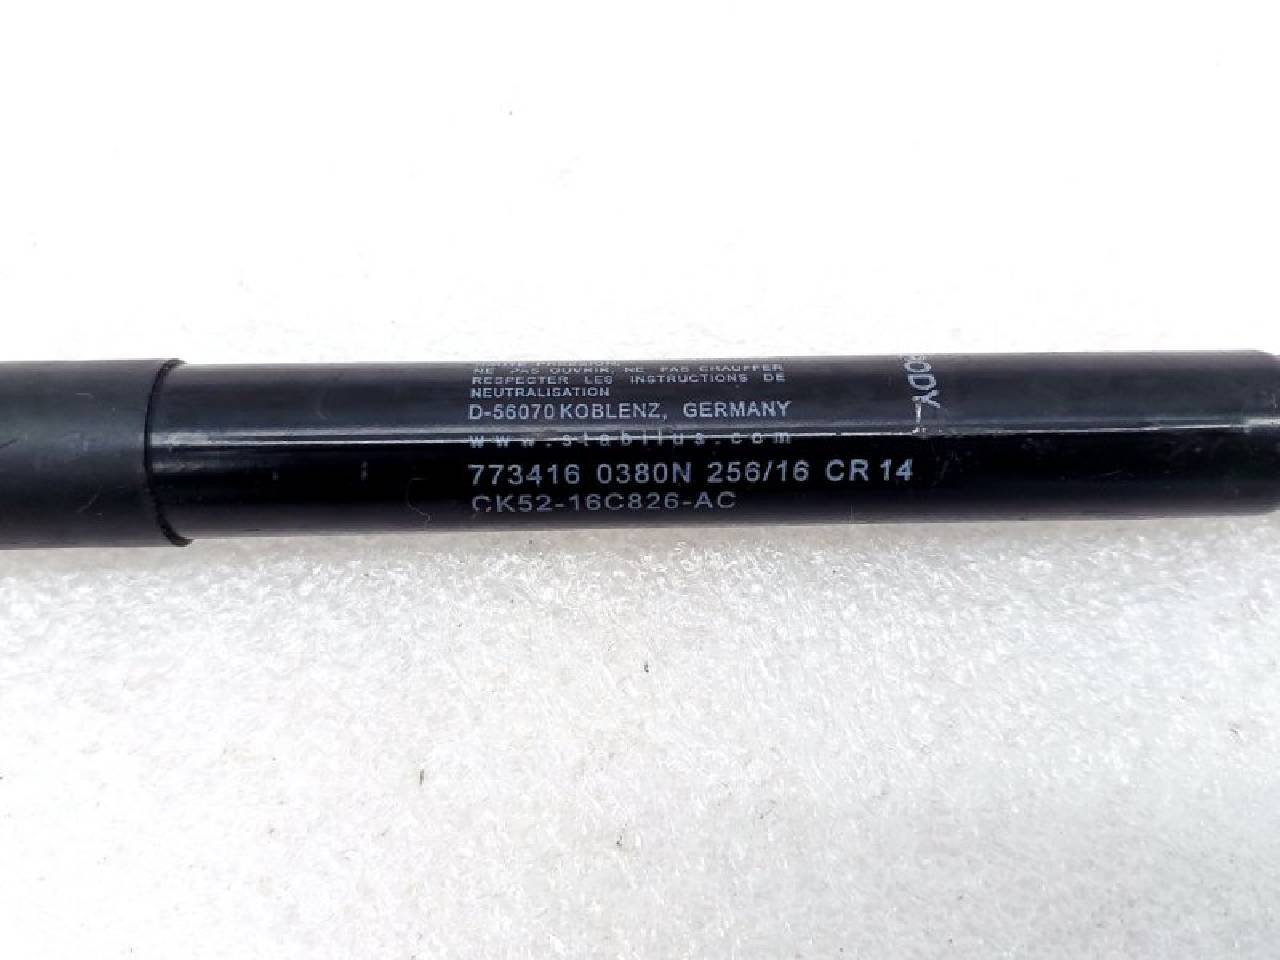 NE PAS OUVRIR, NE PAS CHAUFFER
RESPECTER LES INSTRUCTIONS DE
NEUTRALISATION
D-56070 KOBLENZ, GERMANY
www.stabilus.com
773416 0380N 256/16 CR 14
CK52-16C826-AC
BODY